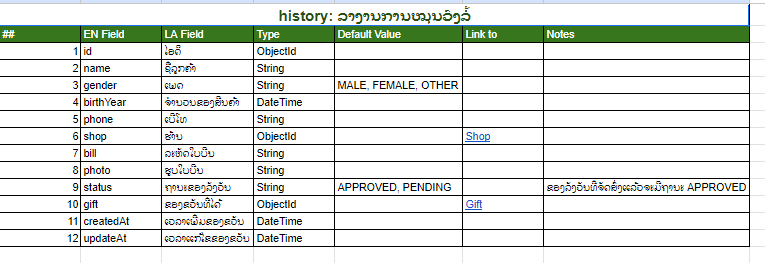 history: ລາງານການໝຸນວົງລໍ້
## EN Field LA Field Type Default Value Link to Notes
1 id ໄອດີ ObjectId
2 name ຊື່ລູກຄ້າ String
3 gender ເພດ String MALE, FEMALE, OTHER
4 birthYear ຈຳນວນຂອງສິນຄ້າ DateTime
5 phone ເບີໂທ String
6 shop ຮ້ານ ObjectId Shop
7 bill ລະຫັດໃບບິນ String
8 photo ຮູບໃບບິນ String
9 status ຖານະຂອງລັງວັນ String APPROVED, PENDING ຂອງລັງວັນທີ່ຈັດສົ່ງແລ້ວຈະມີຖານະ APPROVED
10 gift ຂອງຂວັນທີ່ໄດ້ ObjectId Gift
11 createdAt ເວລາເພີ່ມຂອງຂວັນ DateTime
12 updateAt ເວລາແກ້ໄຂຂອງຂວັນ DateTime